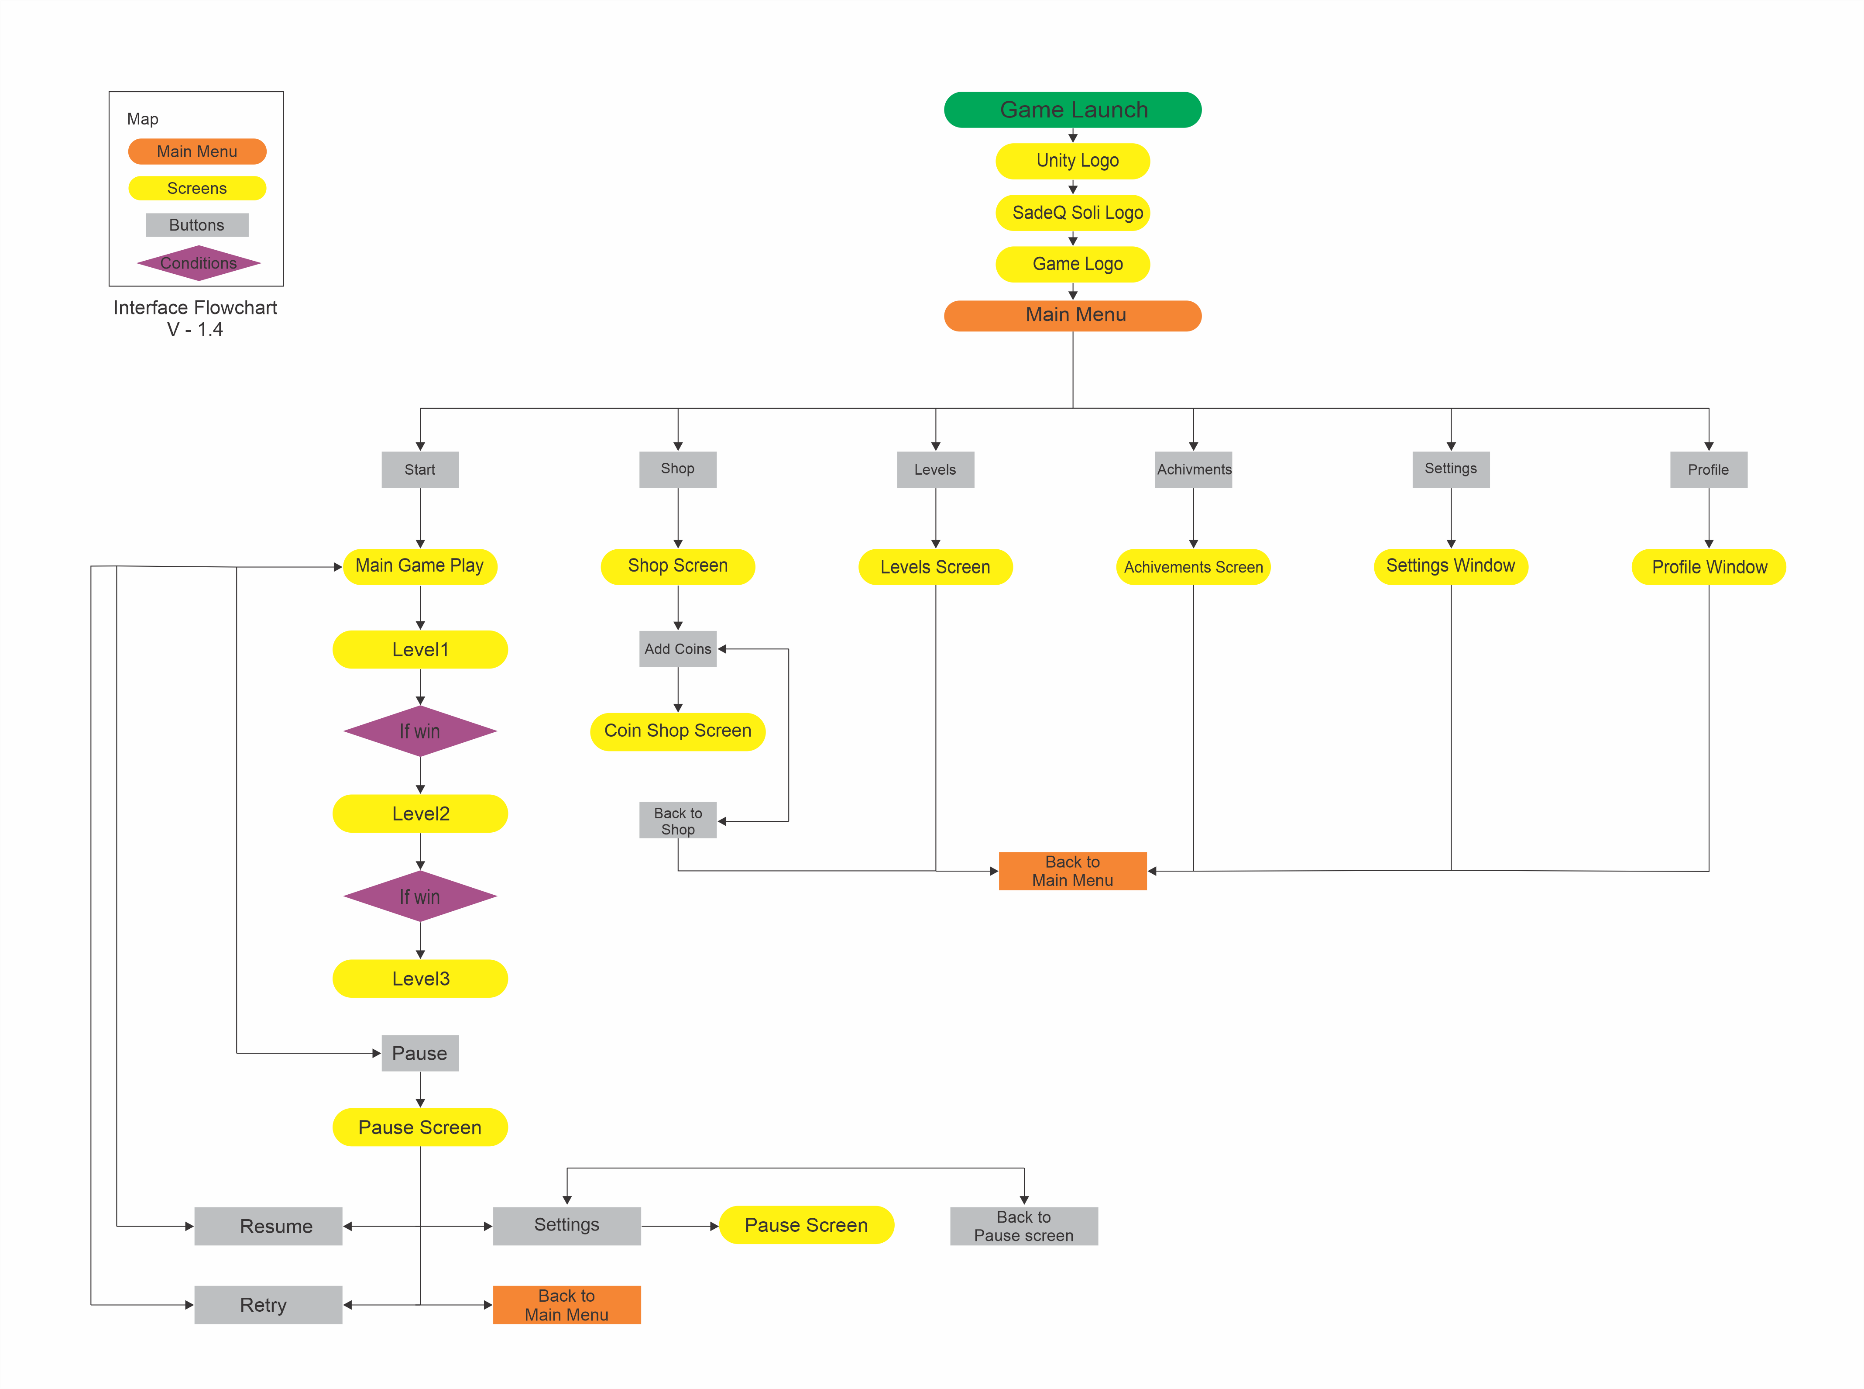 Map
Main Menu
Screens
Buttons
Conditions
Interface Flowchart
V - 1.4
Game Launch
Unity Logo
SadeQ Soli Logo
Game Logo
Main Menu
Start
Shop
Levels
Achivments
Settings
Profile
Main Game Play
Shop Screen
Levels Screen
Achivements Screen
Settings Window
Profile Window
Level1
Add Coins
If win
Coin Shop Screen
Level2
Back to
Shop
Back to
Main Menu
If win
Level3
Pause
Pause Screen
Resume
Settings
Pause Screen
Back to
Pause screen
Retry
Back to
Main Menu